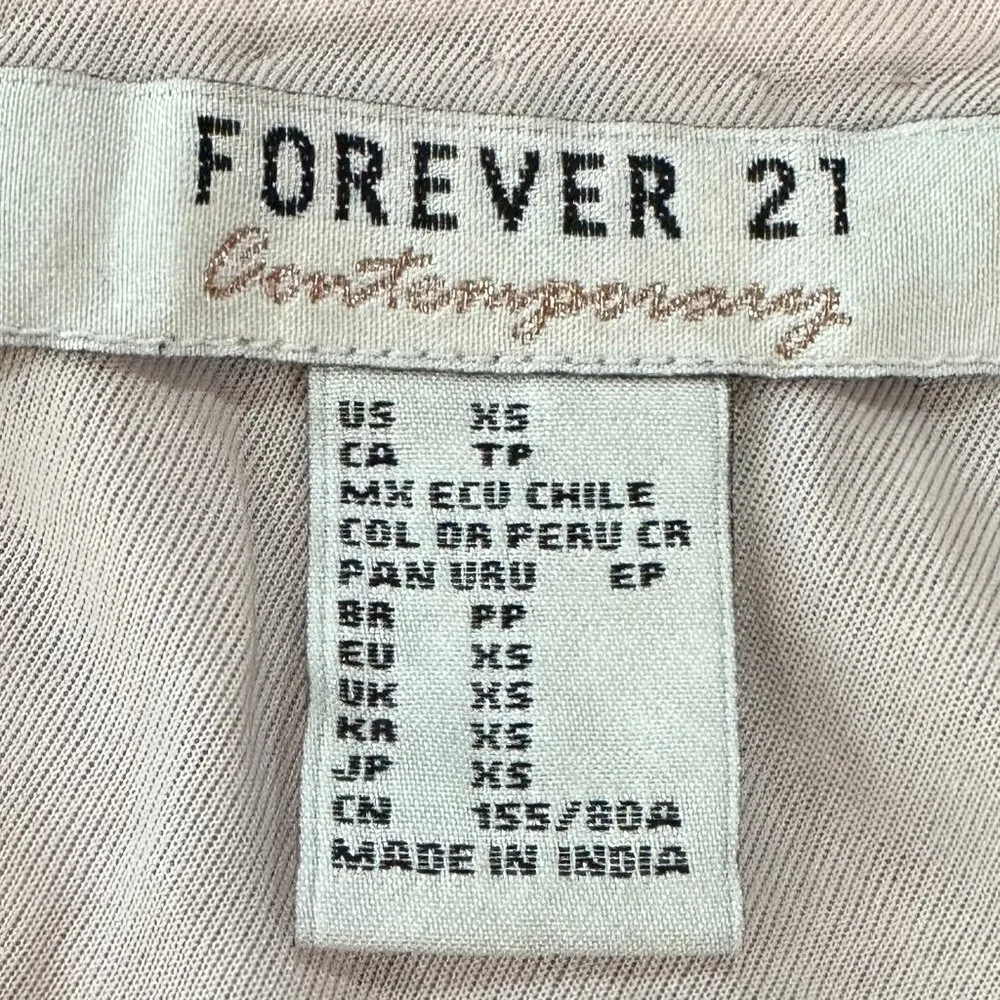 FOREVER 21
Contemporary
US XS
CA TP
MX ECU CHILE
COL DR PERU CR
PAN URU EP
BR PP
EU XS
UK XS
KR XS
JP XS
CN 155/80A
MADE IN INDIA